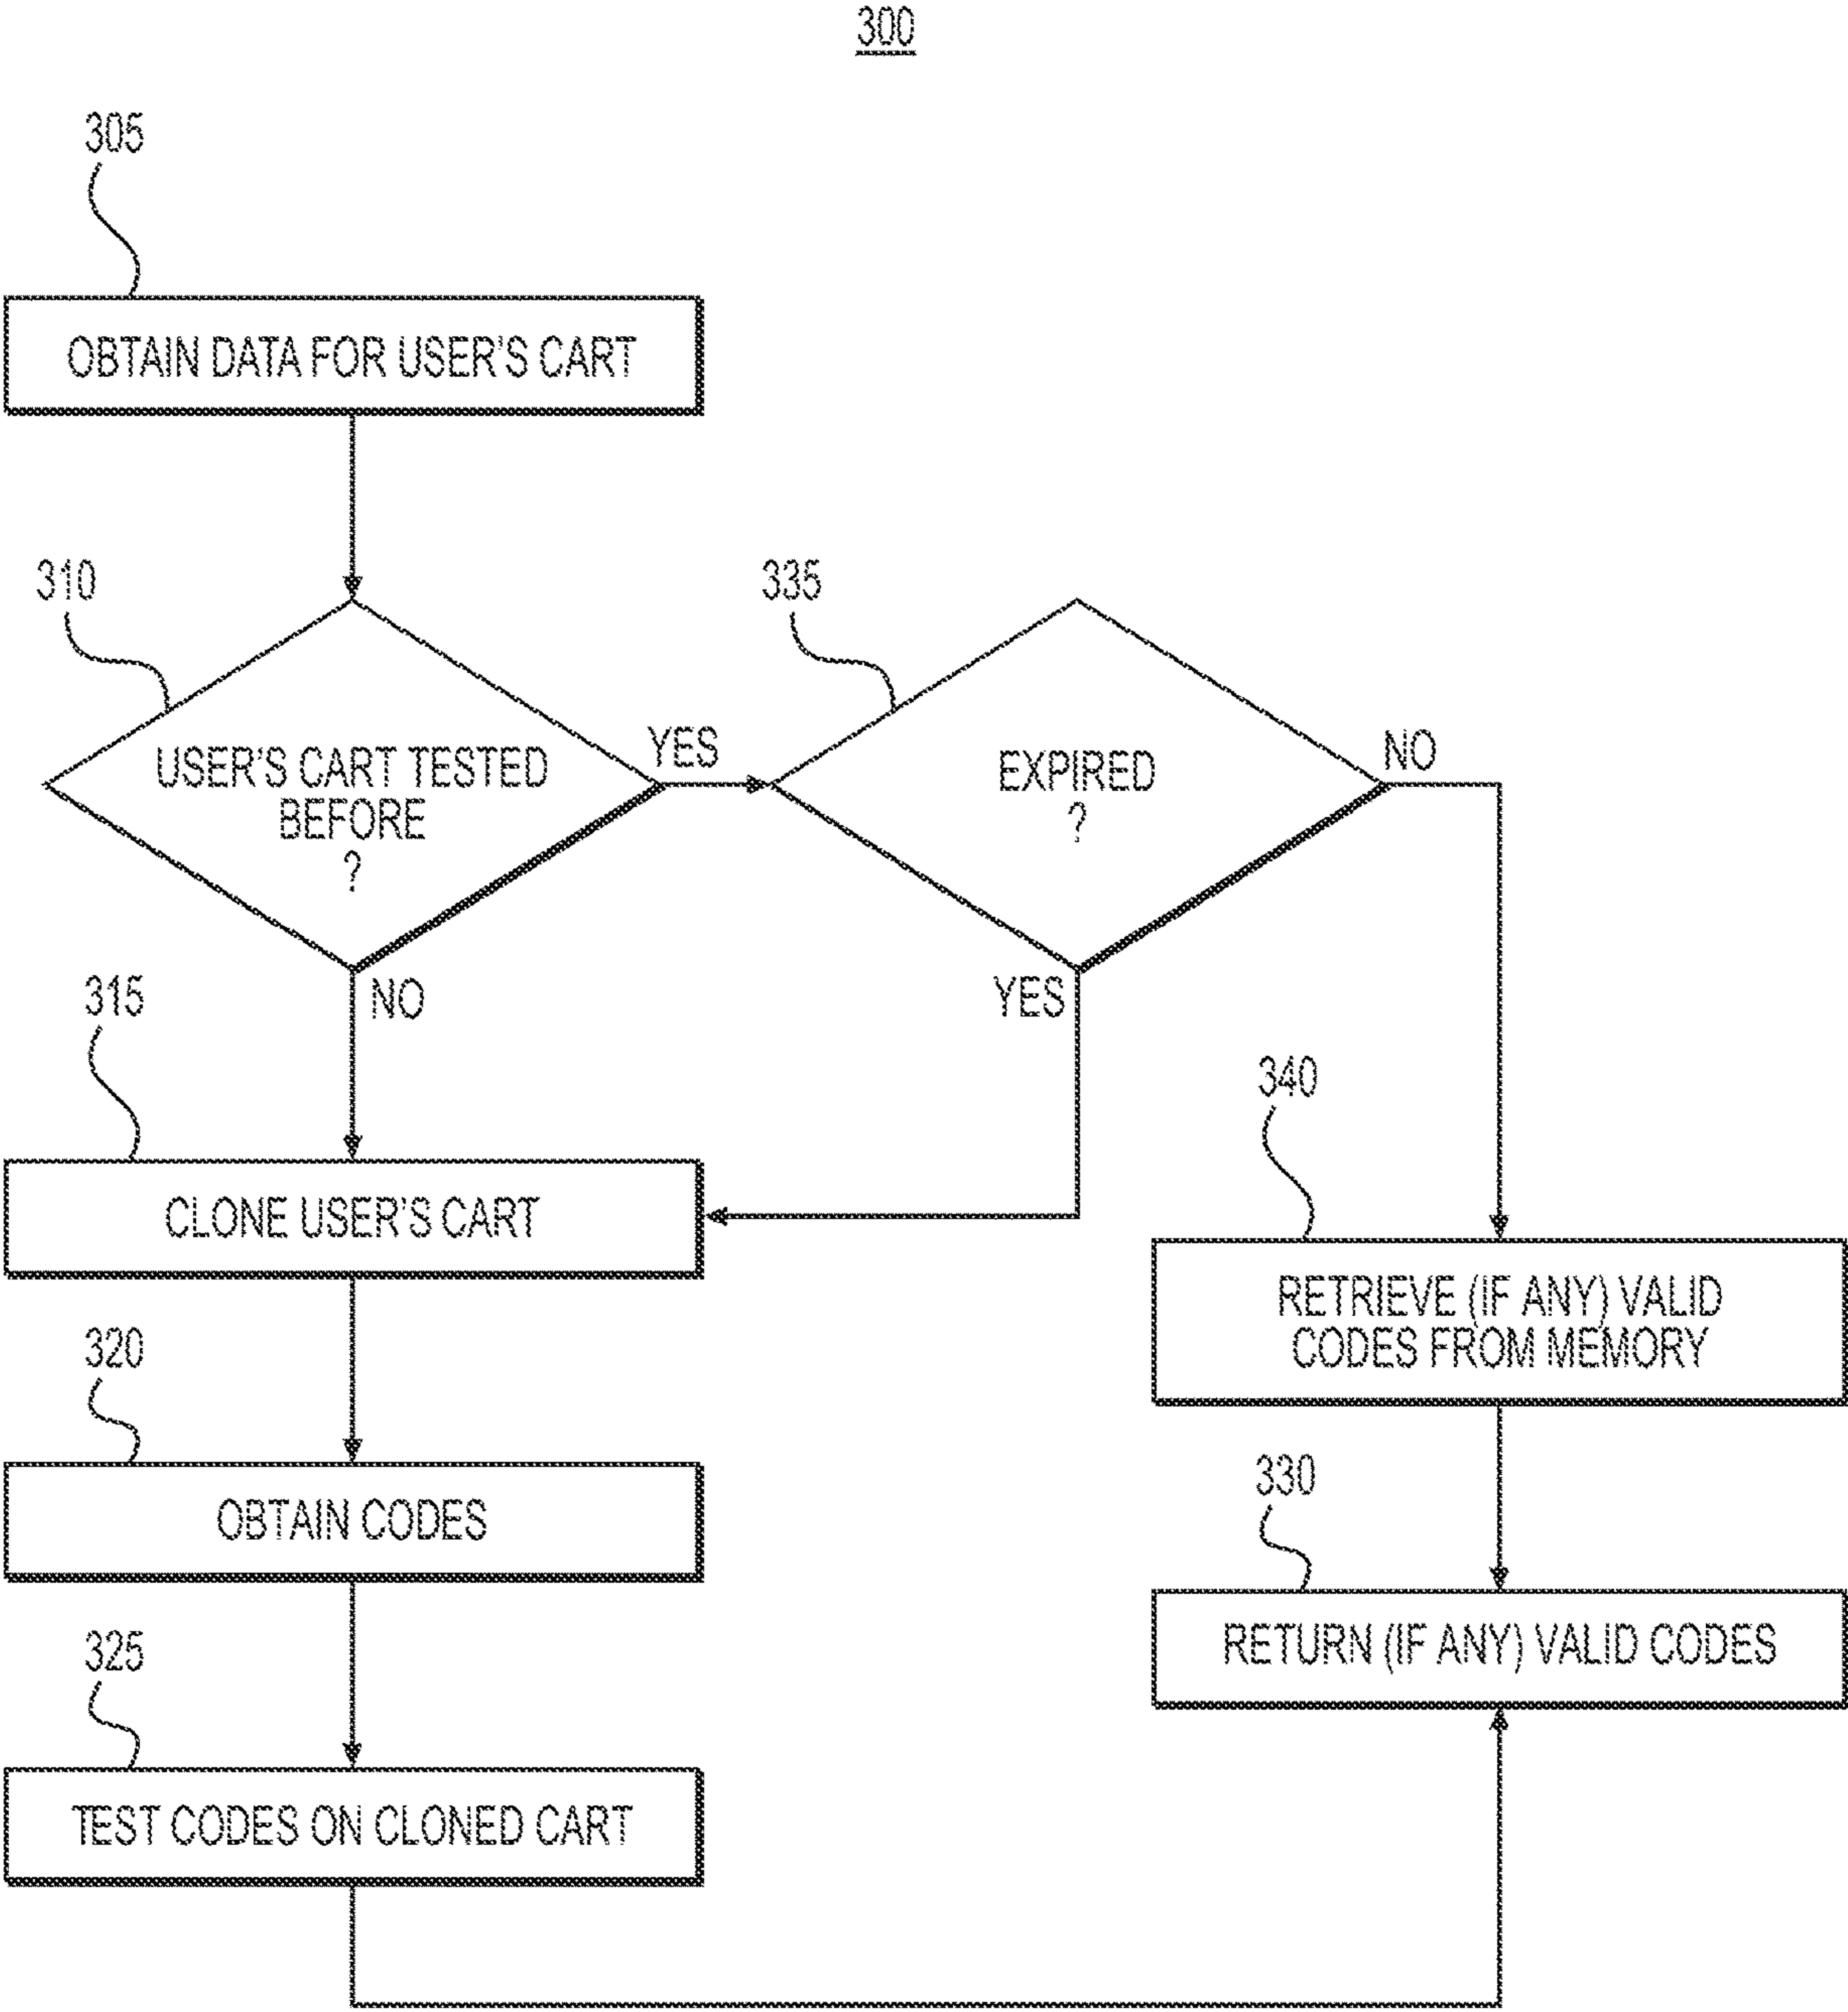 300
305
OBTAIN DATA FOR USER'S CART
310
USER'S CART TESTED
BEFORE
?
YES
NO
335
EXPIRED
?
NO
YES
315
CLONE USER'S CART
320
OBTAIN CODES
325
TEST CODES ON CLONED CART
340
RETRIEVE (IF ANY) VALID
CODES FROM MEMORY
330
RETURN (IF ANY) VALID CODES